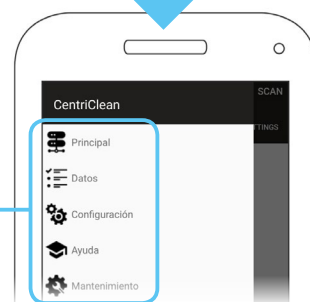 SCAN
CentriClean
TTINGS
Principal
Datos
Configuración
Ayuda
Mantenimiento